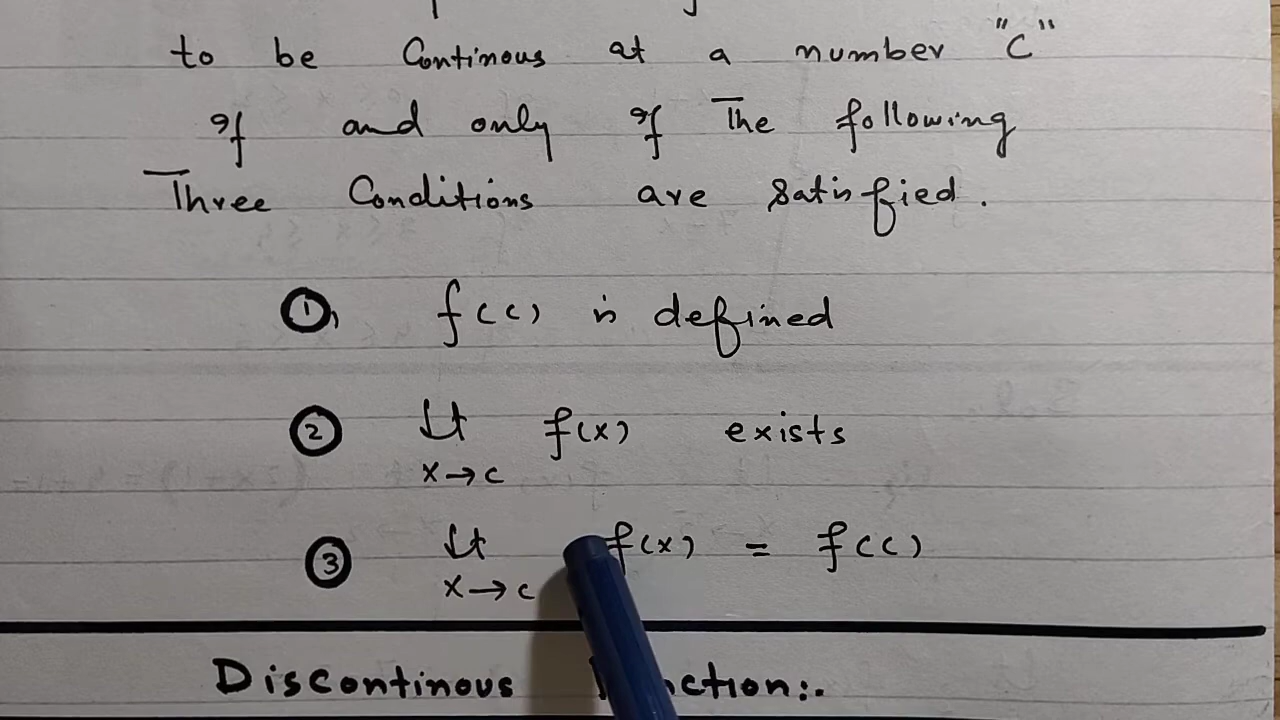 to be Continous at a number "C"
if and only if The following
Three Conditions are satisfied.
①, f(c) is defined
② Lt f(x) exists
x→c
③ Lt f(x) = f(c)
x→c
Discontinous